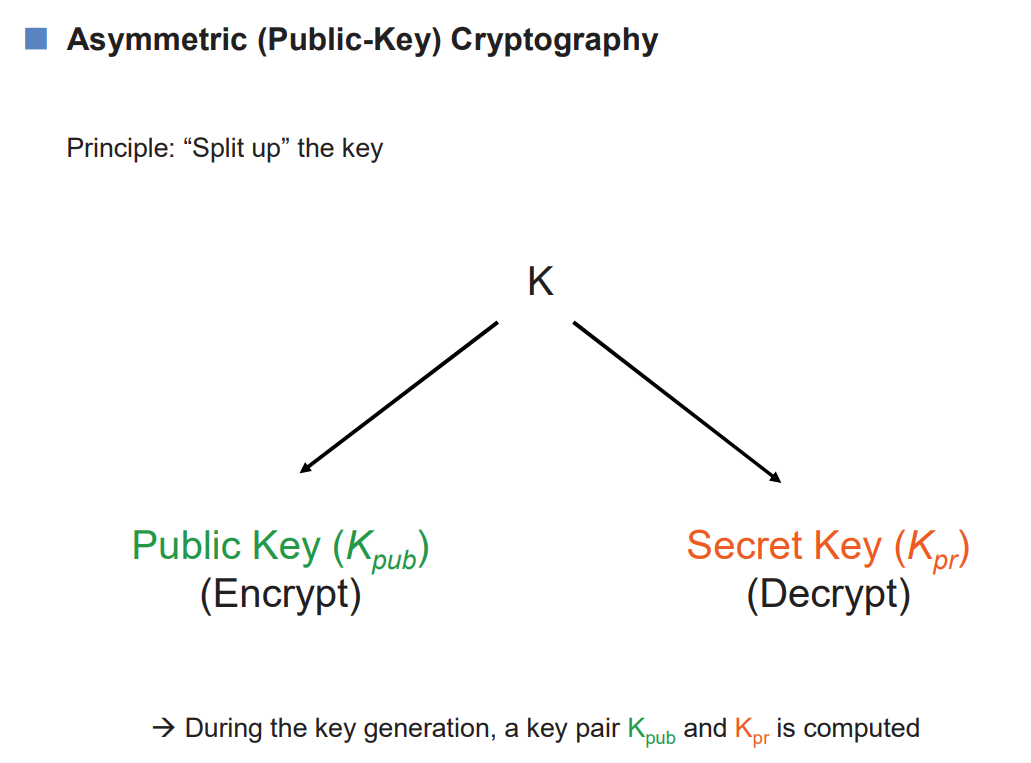 Asymmetric (Public-Key) Cryptography
Principle: “Split up” the key
K
Public Key (Kpub)
(Encrypt)
Secret Key (Kpr)
(Decrypt)
→ During the key generation, a key pair Kpub and Kpr is computed